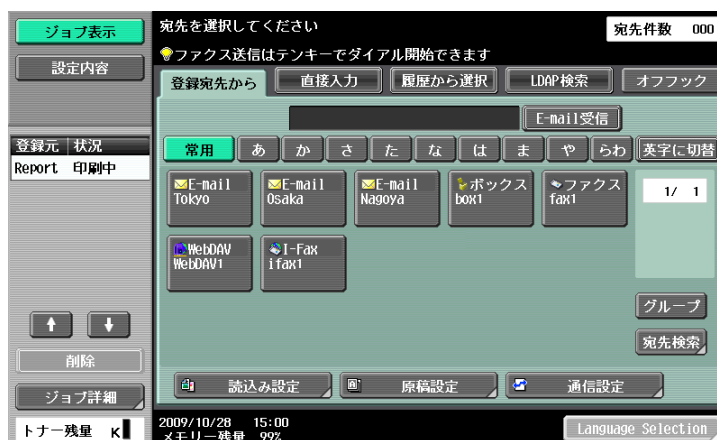 ジョブ表示
設定内容
登録元 状況
Report 印刷中
削除
ジョブ詳細
トナー残量 K
宛先を選択してください
宛先件数 000
ファクス送信はテンキーでダイアル開始できます
登録宛先から 直接入力 履歴から選択 LDAP検索 オフフック
E-mail受信
常用 あ か さ た な は ま や らわ 英字に切替
E-mail
Tokyo
E-mail
Osaka
E-mail
Nagoya
ボックス
box1
ファクス
fax1
1/ 1
WebDAV
WebDAV1
I-Fax
ifax1
グループ
宛先検索
読込み設定 原稿設定 通信設定
2009/10/28 15:00
メモリー残量 99%
Language Selection